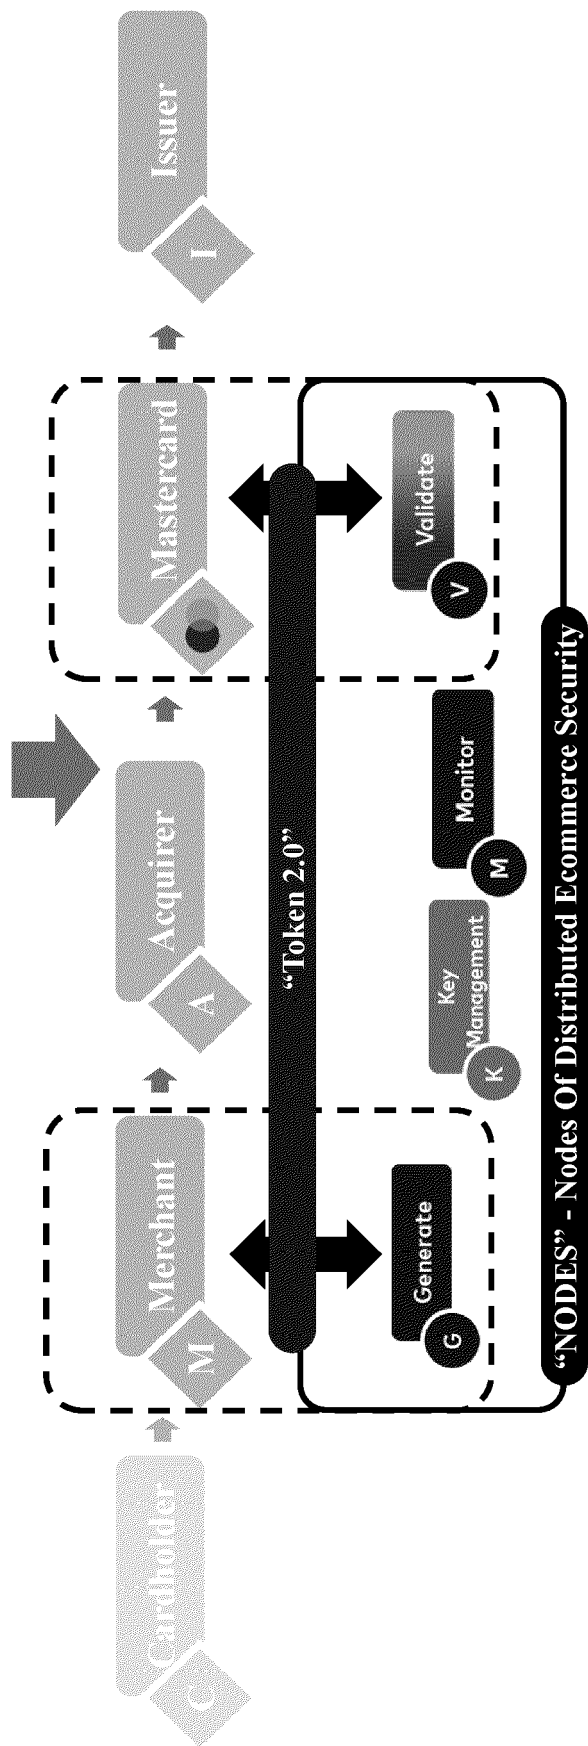 C
Cardholder
M
Merchant
A
Acquirer
Mastercard
I
Issuer
“Token 2.0”
G
Generate
K
Key
Management
M
Monitor
V
Validate
“NODES” - Nodes Of Distributed Ecommerce Security